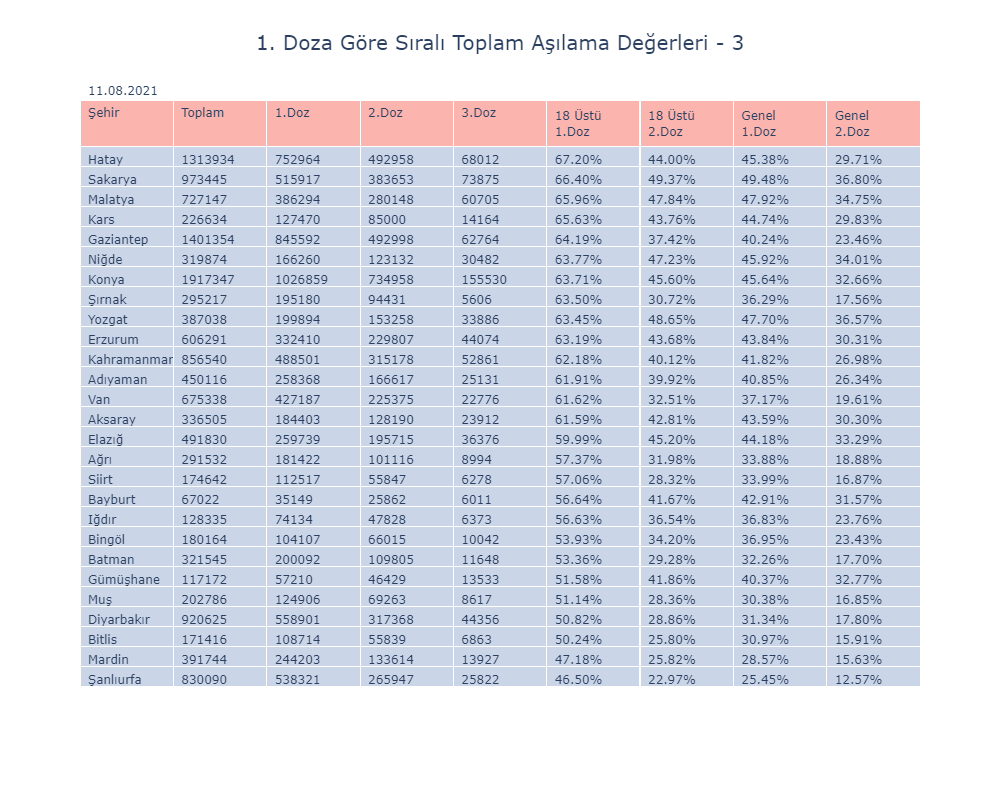 1. Doza Göre Sıralı Toplam Aşılama Değerleri - 3
11.08.2021
Şehir Toplam 1.Doz 2.Doz 3.Doz 18 Üstü 1.Doz 18 Üstü 2.Doz Genel 1.Doz Genel 2.Doz
Hatay 1313934 752964 492958 68012 67.20% 44.00% 45.38% 29.71%
Sakarya 973445 515917 383653 73875 66.40% 49.37% 49.48% 36.80%
Malatya 727147 386294 280148 60705 65.96% 47.84% 47.92% 34.75%
Kars 226634 127470 85000 14164 65.63% 43.76% 44.74% 29.83%
Gaziantep 1401354 845592 492998 62764 64.19% 37.42% 40.24% 23.46%
Niğde 319874 166260 123132 30482 63.77% 47.23% 45.92% 34.01%
Konya 1917347 1026859 734958 155530 63.71% 45.60% 45.64% 32.66%
Şırnak 295217 195180 94431 5606 63.50% 30.72% 36.29% 17.56%
Yozgat 387038 199894 153258 33886 63.45% 48.65% 47.70% 36.57%
Erzurum 606291 332410 229807 44074 63.19% 43.68% 43.84% 30.31%
Kahramanmar 856540 488501 315178 52861 62.18% 40.12% 41.82% 26.98%
Adıyaman 450116 258368 166617 25131 61.91% 39.92% 40.85% 26.34%
Van 675338 427187 225375 22776 61.62% 32.51% 37.17% 19.61%
Aksaray 336505 184403 128190 23912 61.59% 42.81% 43.59% 30.30%
Elazığ 491830 259739 195715 36376 59.99% 45.20% 44.18% 33.29%
Ağrı 291532 181422 101116 8994 57.37% 31.98% 33.88% 18.88%
Siirt 174642 112517 55847 6278 57.06% 28.32% 33.99% 16.87%
Bayburt 67022 35149 25862 6011 56.64% 41.67% 42.91% 31.57%
Iğdır 128335 74134 47828 6373 56.63% 36.54% 36.83% 23.76%
Bingöl 180164 104107 66015 10042 53.93% 34.20% 36.95% 23.43%
Batman 321545 200092 109805 11648 53.36% 29.28% 32.26% 17.70%
Gümüşhane 117172 57210 46429 13533 51.58% 41.86% 40.37% 32.77%
Muş 202786 124906 69263 8617 51.14% 28.36% 30.38% 16.85%
Diyarbakır 920625 558901 317368 44356 50.82% 28.86% 31.34% 17.80%
Bitlis 171416 108714 55839 6863 50.24% 25.80% 30.97% 15.91%
Mardin 391744 244203 133614 13927 47.18% 25.82% 28.57% 15.63%
Şanlıurfa 830090 538321 265947 25822 46.50% 22.97% 25.45% 12.57%